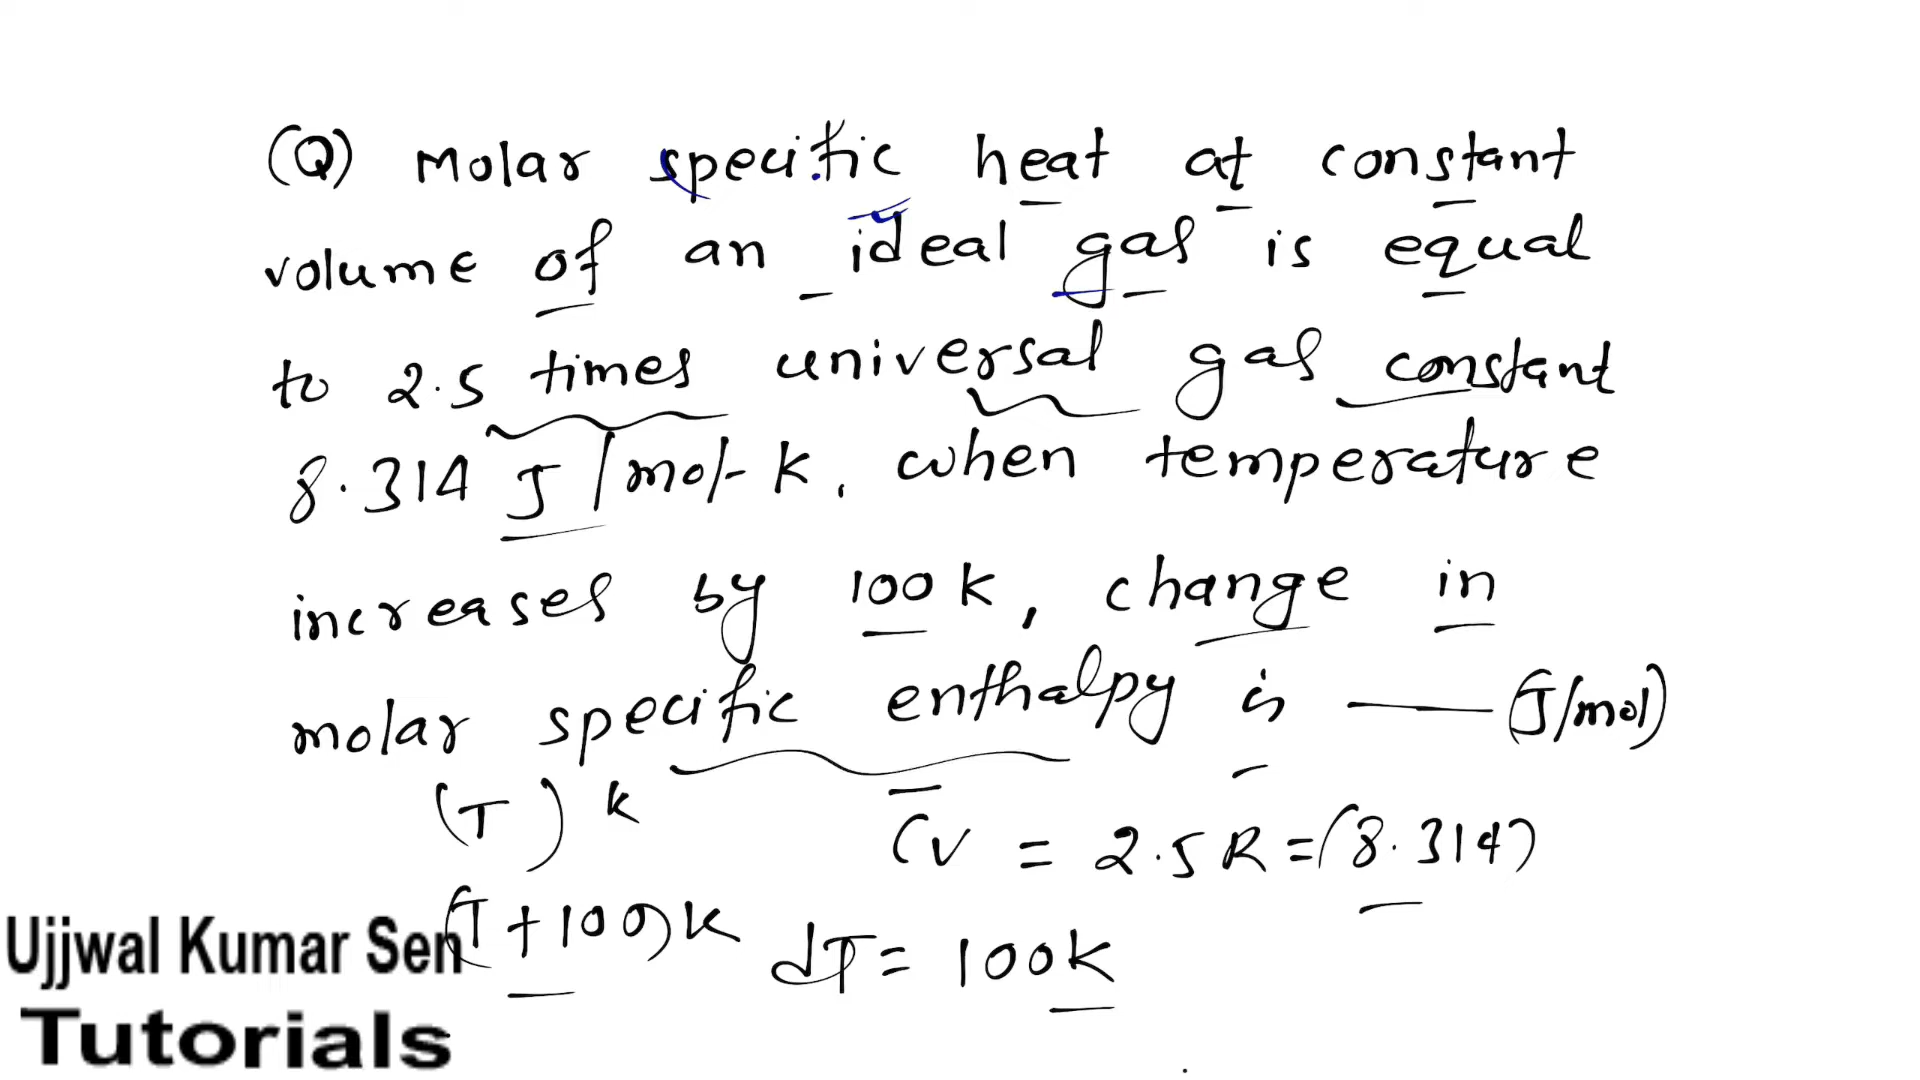 (Q) Molar specific heat at constant
volume of an ideal gas is equal
to 2.5 times universal gas constant
8.314 J/mol-K, when temperature
increases by 100 K, change in
molar specific enthalpy is —— (J/mol)
(T) K
Cv = 2.5 R = (8.314)
(T + 100) K
dT = 100K
Ujjwal Kumar Sen
Tutorials